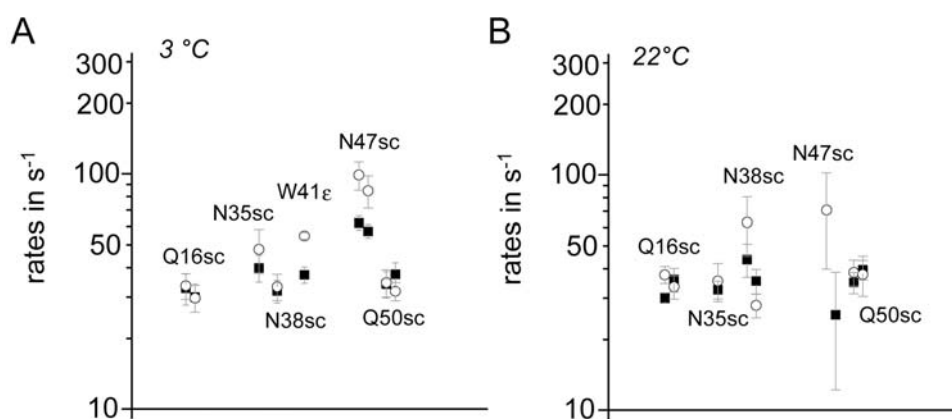 A
3 °C
rates in s⁻¹
300
200
100
50
10
Q16sc
N35sc
W41ε
N47sc
N38sc
Q50sc
B
22°C
rates in s⁻¹
300
200
100
50
10
Q16sc
N38sc
N47sc
N35sc
Q50sc